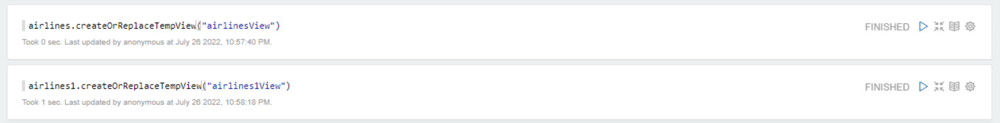 airlines.createOrReplaceTempView("airlinesView")
FINISHED
Took 0 sec. Last updated by anonymous at July 26 2022, 10:57:40 PM.
airlines1.createOrReplaceTempView("airlines1View")
FINISHED
Took 1 sec. Last updated by anonymous at July 26 2022, 10:58:18 PM.